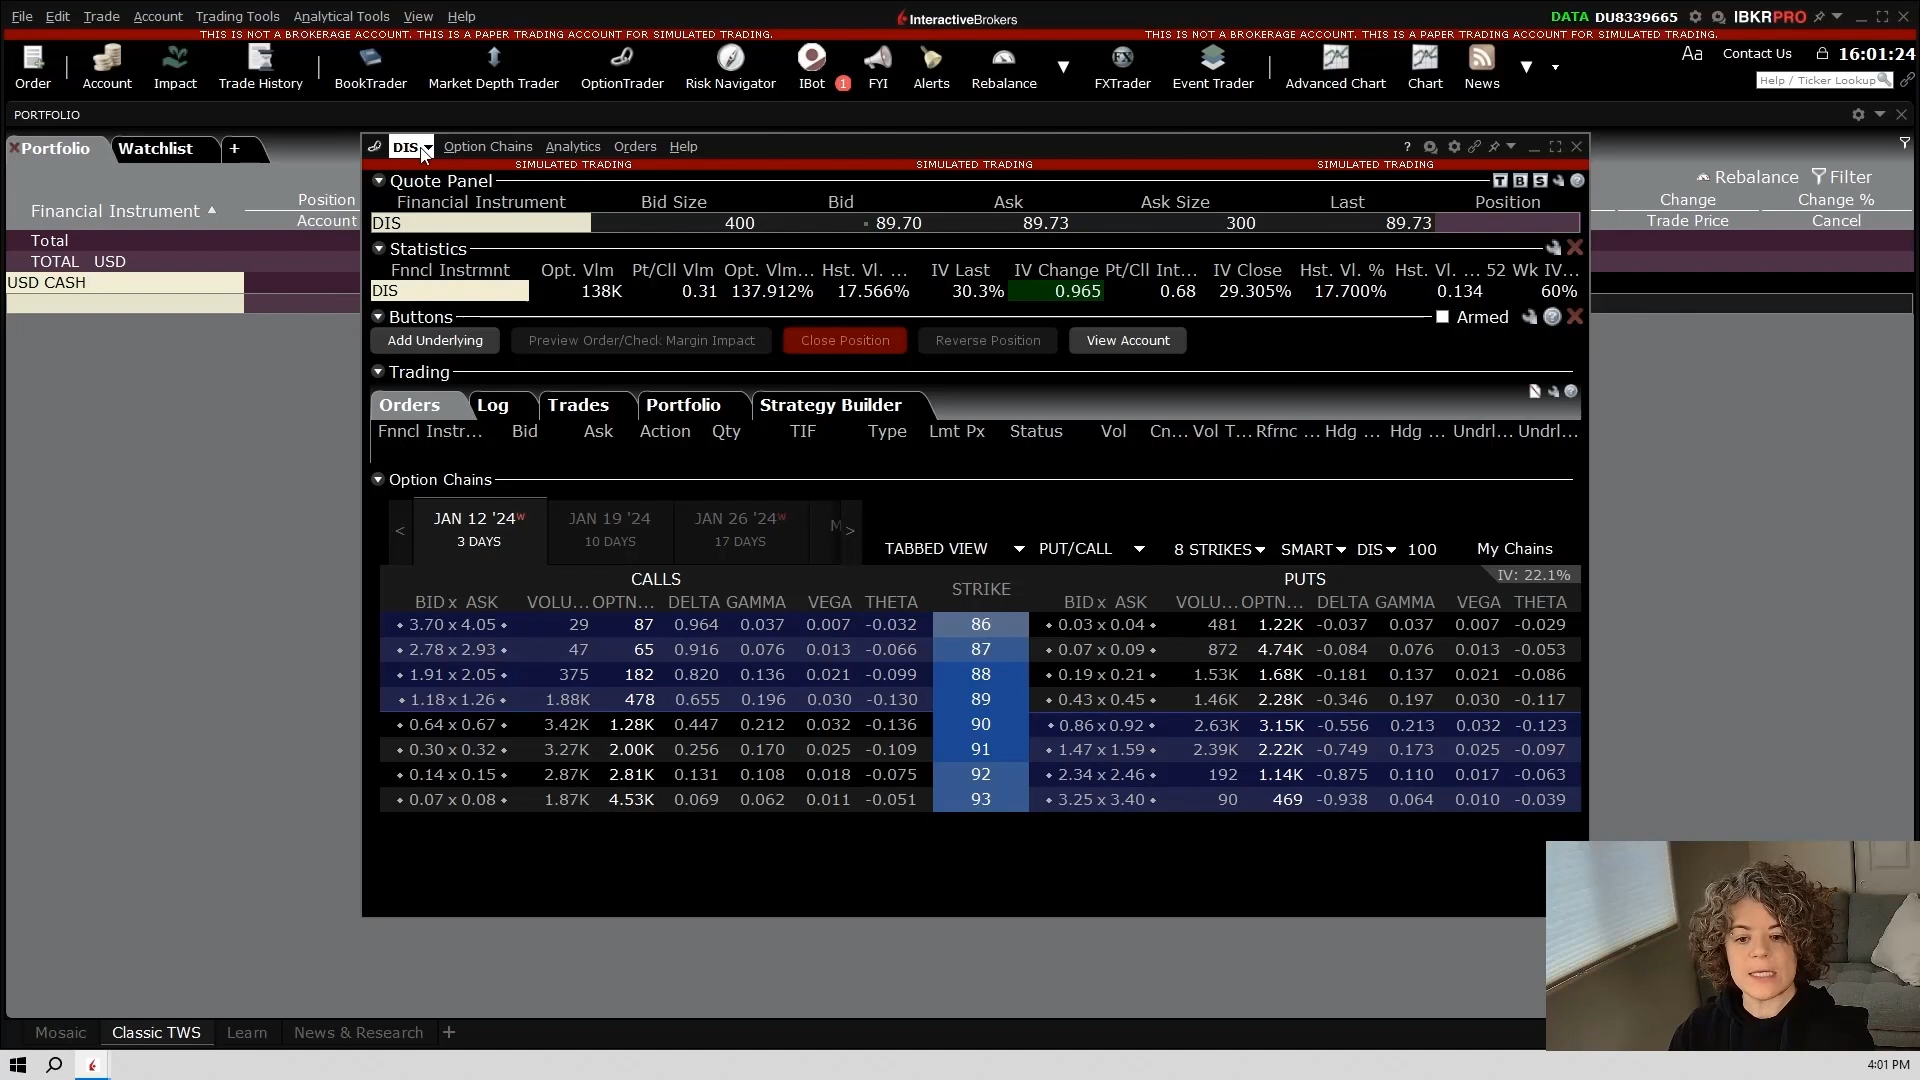 File Edit Trade Account Trading Tools Analytical Tools View Help
InteractiveBrokers
DATA DU8339665 IBKRPRO
THIS IS NOT A BROKERAGE ACCOUNT. THIS IS A PAPER TRADING ACCOUNT FOR SIMULATED TRADING. THIS IS NOT A BROKERAGE ACCOUNT. THIS IS A PAPER TRADING ACCOUNT FOR SIMULATED TRADING.
Aa Contact Us 16:01:24
Order Account Impact Trade History BookTrader Market Depth Trader OptionTrader Risk Navigator IBot 1 FYI Alerts Rebalance FX FXTrader Event Trader Advanced Chart Chart News
Help / Ticker Lookup
PORTFOLIO
Portfolio Watchlist +
DIS Option Chains Analytics Orders Help ?
SIMULATED TRADING SIMULATED TRADING SIMULATED TRADING
Rebalance Filter
Financial Instrument Position
Account
Change Change %
Trade Price Cancel
Total
TOTAL USD
USD CASH
Quote Panel T B S
Financial Instrument Bid Size Bid Ask Ask Size Last Position
DIS 400 89.70 89.73 300 89.73
Statistics
Fnncl Instrmnt Opt. Vlm Pt/Cll Vlm Opt. Vlm... Hst. Vl. ... IV Last IV Change Pt/Cll Int... IV Close Hst. Vl. % Hst. Vl. ... 52 Wk IV...
DIS 138K 0.31 137.912% 17.566% 30.3% 0.965 0.68 29.305% 17.700% 0.134 60%
Buttons Armed
Add Underlying Preview Order/Check Margin Impact Close Position Reverse Position View Account
Trading
Orders Log Trades Portfolio Strategy Builder
Fnncl Instr... Bid Ask Action Qty TIF Type Lmt Px Status Vol Cn... Vol T... Rfrnc ... Hdg ... Hdg ... Undrl... Undrl...
Option Chains
< JAN 12 '24W JAN 19 '24 JAN 26 '24W M >
3 DAYS 10 DAYS 17 DAYS
TABBED VIEW PUT/CALL 8 STRIKES SMART DIS 100 My Chains
CALLS STRIKE PUTS IV: 22.1%
BID x ASK VOLU... OPTN... DELTA GAMMA VEGA THETA BID x ASK VOLU... OPTN... DELTA GAMMA VEGA THETA
3.70 x 4.05 29 87 0.964 0.037 0.007 -0.032 86 0.03 x 0.04 481 1.22K -0.037 0.037 0.007 -0.029
2.78 x 2.93 47 65 0.916 0.076 0.013 -0.066 87 0.07 x 0.09 872 4.74K -0.084 0.076 0.013 -0.053
1.91 x 2.05 375 182 0.820 0.136 0.021 -0.099 88 0.19 x 0.21 1.53K 1.68K -0.181 0.137 0.021 -0.086
1.18 x 1.26 1.88K 478 0.655 0.196 0.030 -0.130 89 0.43 x 0.45 1.46K 2.28K -0.346 0.197 0.030 -0.117
0.64 x 0.67 3.42K 1.28K 0.447 0.212 0.032 -0.136 90 0.86 x 0.92 2.63K 3.15K -0.556 0.213 0.032 -0.123
0.30 x 0.32 3.27K 2.00K 0.256 0.170 0.025 -0.109 91 1.47 x 1.59 2.39K 2.22K -0.749 0.173 0.025 -0.097
0.14 x 0.15 2.87K 2.81K 0.131 0.108 0.018 -0.075 92 2.34 x 2.46 192 1.14K -0.875 0.110 0.017 -0.063
0.07 x 0.08 1.87K 4.53K 0.069 0.062 0.011 -0.051 93 3.25 x 3.40 90 469 -0.938 0.064 0.010 -0.039
Mosaic Classic TWS Learn News & Research +
4:01 PM